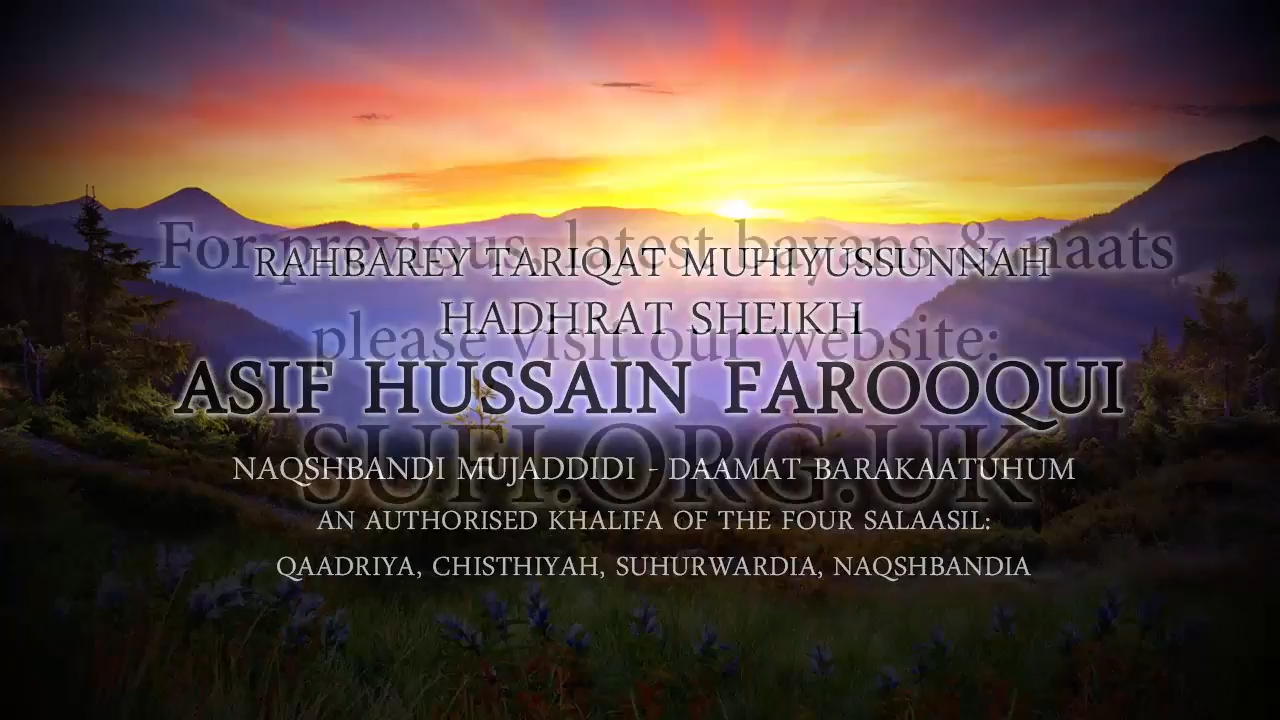 For previous, latest bayans & naats
RAHBAREY TARIQAT MUHIYUSSUNNAH
HADHRAT SHEIKH
please visit our website:
ASIF HUSSAIN FAROOQUI
SUFI.ORG.UK
NAQSHBANDI MUJADDIDI - DAAMAT BARAKAATUHUM
AN AUTHORISED KHALIFA OF THE FOUR SALAASIL:
QAADRIYA, CHISTHIYAH, SUHURWARDIA, NAQSHBANDIA